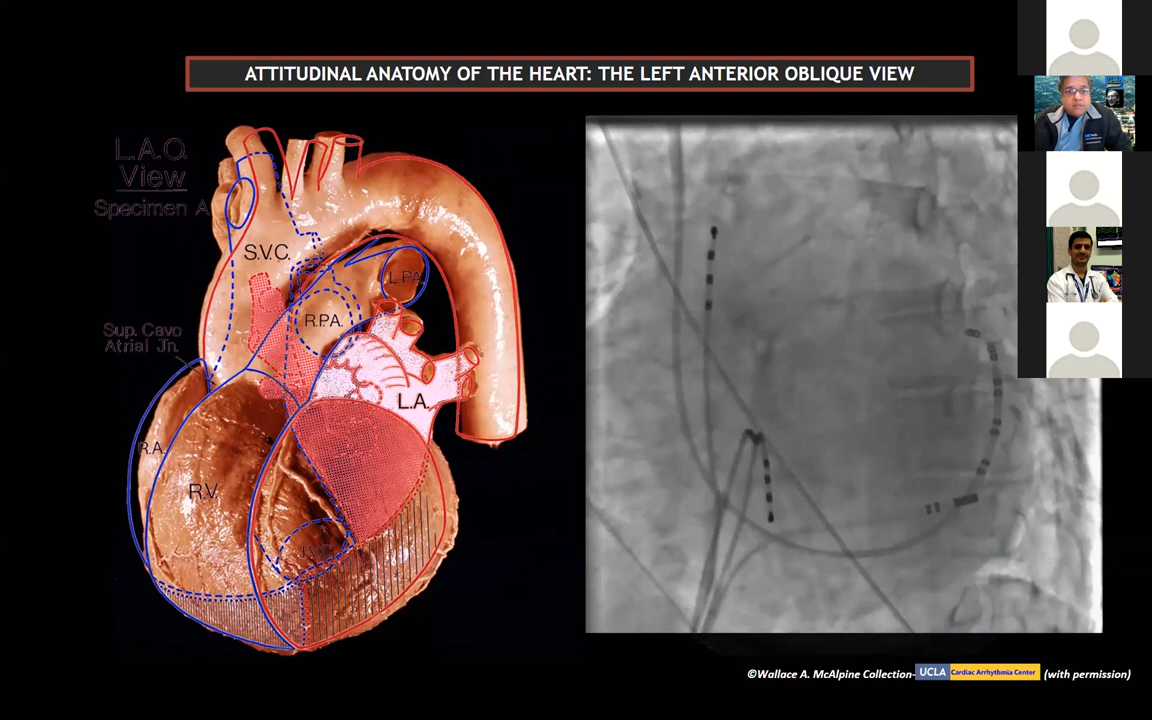 ATTITUDINAL ANATOMY OF THE HEART: THE LEFT ANTERIOR OBLIQUE VIEW
L.A.O.
View
Specimen A
S.V.C.
L PA.
R.P.A.
Sup. Cavo
Atrial Jn.
L.A.
R.A.
R.V.
I.V.C.
©Wallace A. McAlpine Collection- UCLA Cardiac Arrhythmia Center (with permission)